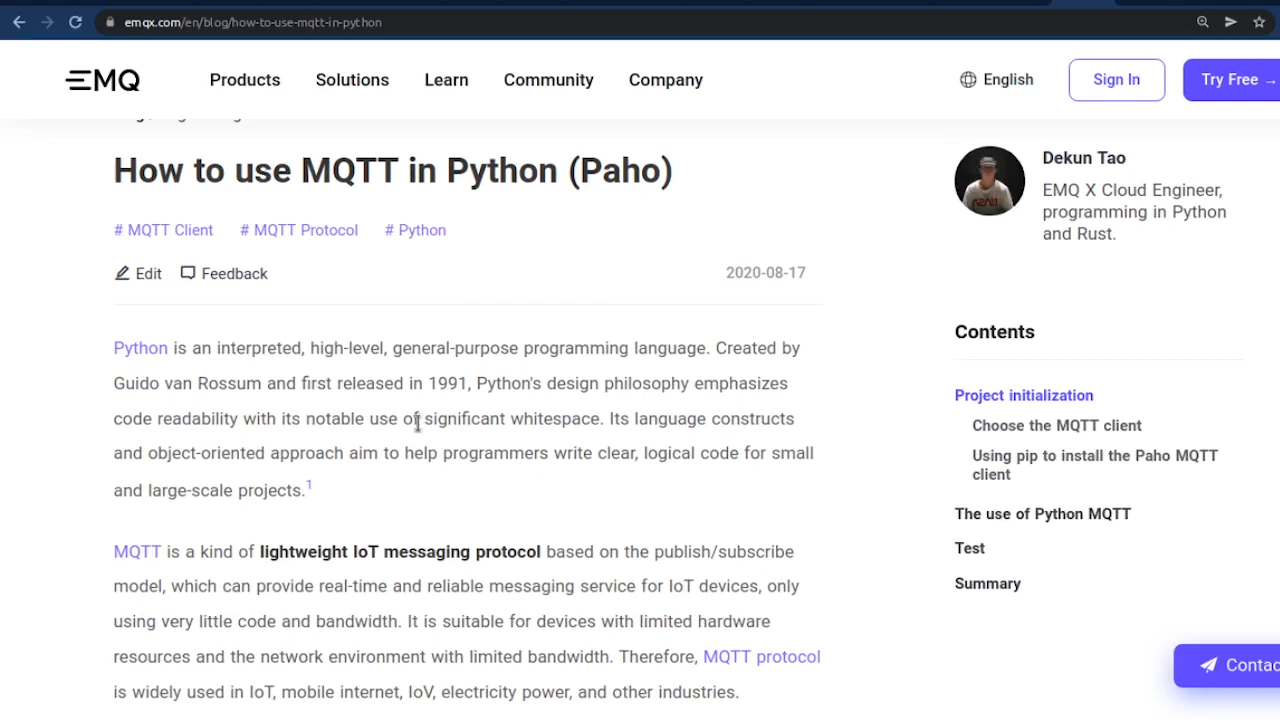 emqx.com/en/blog/how-to-use-mqtt-in-python
EMQ
Products Solutions Learn Community Company English Sign In Try Free →
How to use MQTT in Python (Paho)
# MQTT Client # MQTT Protocol # Python
Edit Feedback 2020-08-17
Python is an interpreted, high-level, general-purpose programming language. Created by
Guido van Rossum and first released in 1991, Python's design philosophy emphasizes
code readability with its notable use of significant whitespace. Its language constructs
and object-oriented approach aim to help programmers write clear, logical code for small
and large-scale projects.1
MQTT is a kind of lightweight IoT messaging protocol based on the publish/subscribe
model, which can provide real-time and reliable messaging service for IoT devices, only
using very little code and bandwidth. It is suitable for devices with limited hardware
resources and the network environment with limited bandwidth. Therefore, MQTT protocol
is widely used in IoT, mobile internet, IoV, electricity power, and other industries.
Dekun Tao
EMQ X Cloud Engineer,
programming in Python
and Rust.
Contents
Project initialization
Choose the MQTT client
Using pip to install the Paho MQTT
client
The use of Python MQTT
Test
Summary
Contac